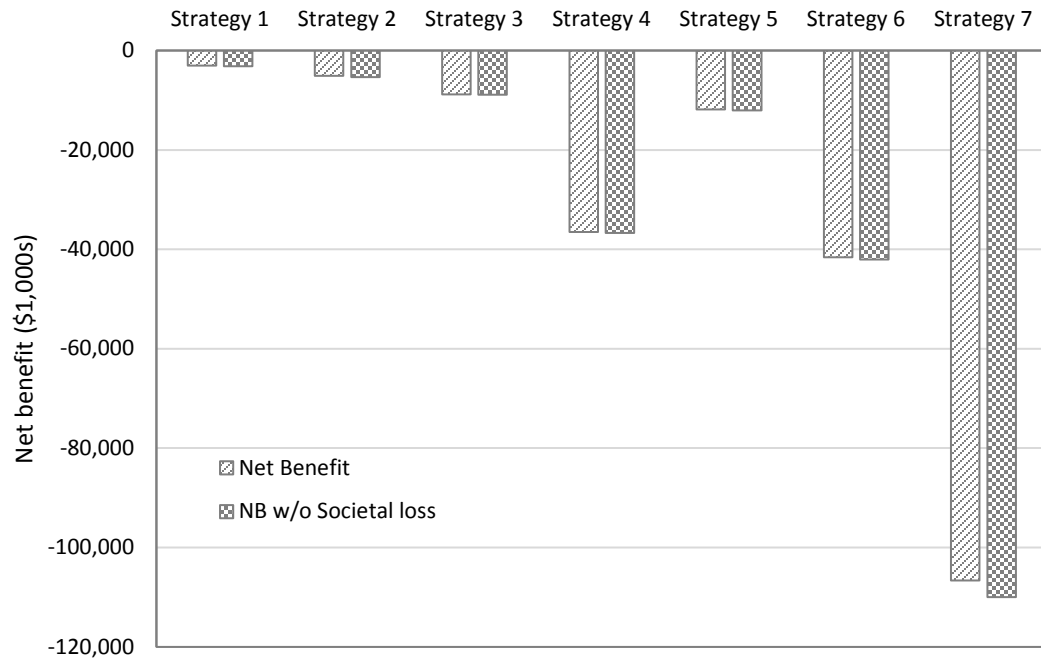 Strategy 1 Strategy 2 Strategy 3 Strategy 4 Strategy 5 Strategy 6 Strategy 7
0
-20,000
-40,000
-60,000
-80,000
-100,000
-120,000
Net benefit ($1,000s)
Net Benefit
NB w/o Societal loss